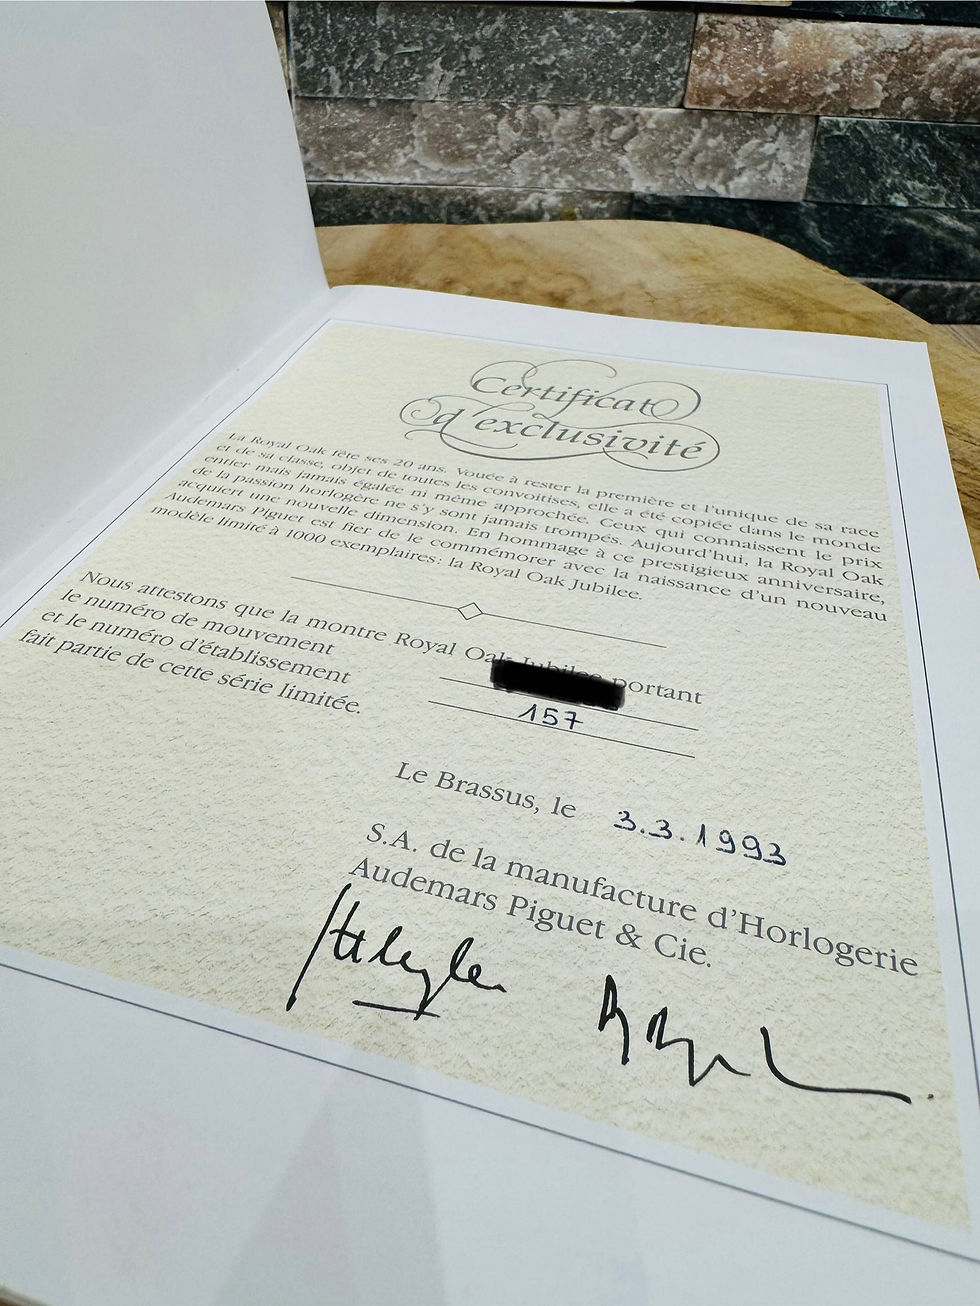 Certificat
d'exclusivité
La Royal Oak fête ses 20 ans. Vouée à rester la première et l'unique de sa race
et de sa classe, objet de toutes les convoitises, elle a été copiée dans le monde
entier mais jamais égalée ni même approchée. Ceux qui connaissent le prix
de la passion horlogère ne s'y sont jamais trompés. Aujourd'hui, la Royal Oak
acquiert une nouvelle dimension. En hommage à ce prestigieux anniversaire,
Audemars Piguet est fier de le commémorer avec la naissance d'un nouveau
modèle limité à 1000 exemplaires: la Royal Oak Jubilee.
Nous attestons que la montre Royal Oak Jubilee portant
le numéro de mouvement
et le numéro d'établissement 157
fait partie de cette série limitée.
Le Brassus, le 3.3.1993
S.A. de la manufacture d'Horlogerie
Audemars Piguet & Cie.